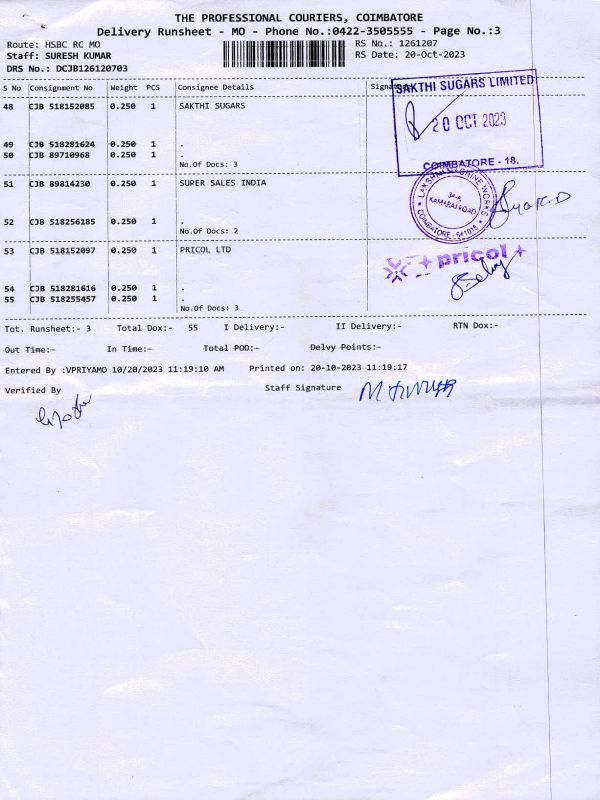 THE PROFESSIONAL COURIERS, COIMBATORE
Delivery Runsheet - MO - Phone No.:0422-3505555 - Page No.:3
Route: HSBC RC MO RS No.: 1261207
Staff: SURESH KUMAR RS Date: 20-Oct-2023
DRS No.: DCJB126120703
S No Consignment No Weight PCS Consignee Details
48 CJB 518152085 0.250 1 SAKTHI SUGARS
SAKTHI SUGARS LIMITED
20 OCT 2023
COIMBATORE - 18.
49 CJB 518281624 0.250 1 .
50 CJB 89710968 0.250 1 .
No.Of Docs: 3
51 CJB 89814230 0.250 1 SUPER SALES INDIA
LAKSHMI MACHINE WORKS
34-A,
KAMARAJ ROAD
COIMBATORE - 641018
52 CJB 518256185 0.250 1 .
No.Of Docs: 2
53 CJB 518152097 0.250 1 PRICOL LTD
pricol
54 CJB 518281616 0.250 1 .
55 CJB 518255457 0.250 1 .
No.Of Docs: 3
Tot. Runsheet:- 3 Total Dox:- 55 I Delivery:- II Delivery:- RTN Dox:-
Out Time:- In Time:- Total POD:- Delvy Points:-
Entered By :VPRIYAMO 10/20/2023 11:19:10 AM Printed on: 20-10-2023 11:19:17
Verified By Staff Signature